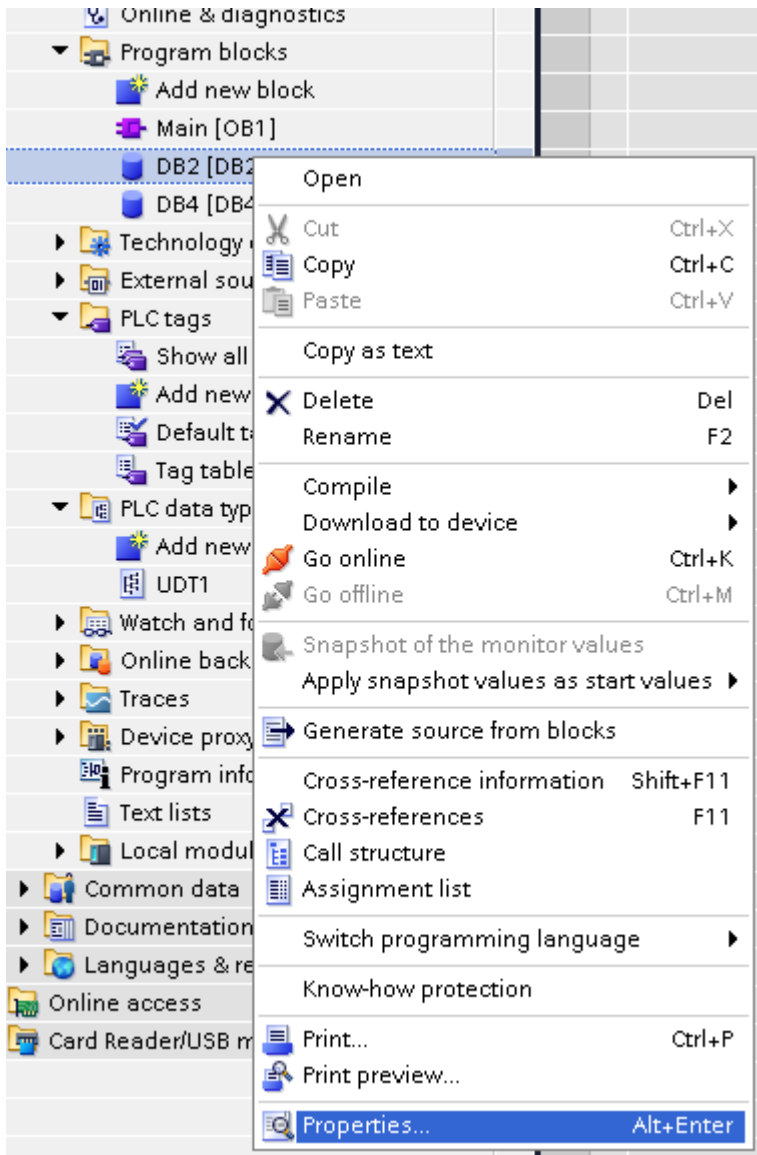 Online & diagnostics
Program blocks
Add new block
Main [OB1]
DB2 [DB2
DB4 [DB4
Technology
External sou
PLC tags
Show all
Add new
Default ta
Tag table
PLC data typ
Add new
UDT1
Watch and fo
Online back
Traces
Device proxy
Program info
Text lists
Local modul
Common data
Documentation
Languages & re
Online access
Card Reader/USB m
Open
Cut Ctrl+X
Copy Ctrl+C
Paste Ctrl+V
Copy as text
Delete Del
Rename F2
Compile
Download to device
Go online Ctrl+K
Go offline Ctrl+M
Snapshot of the monitor values
Apply snapshot values as start values
Generate source from blocks
Cross-reference information Shift+F11
Cross-references F11
Call structure
Assignment list
Switch programming language
Know-how protection
Print... Ctrl+P
Print preview...
Properties... Alt+Enter